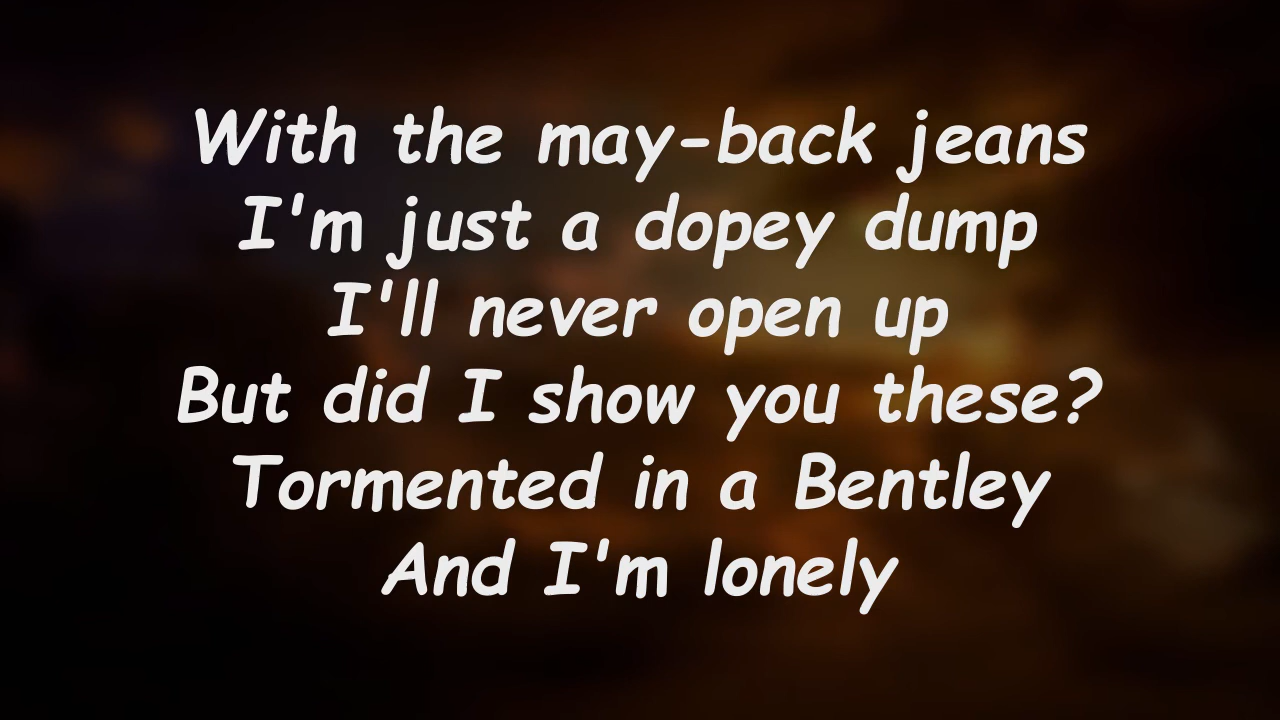 With the may-back jeans
I'm just a dopey dump
I'll never open up
But did I show you these?
Tormented in a Bentley
And I'm lonely